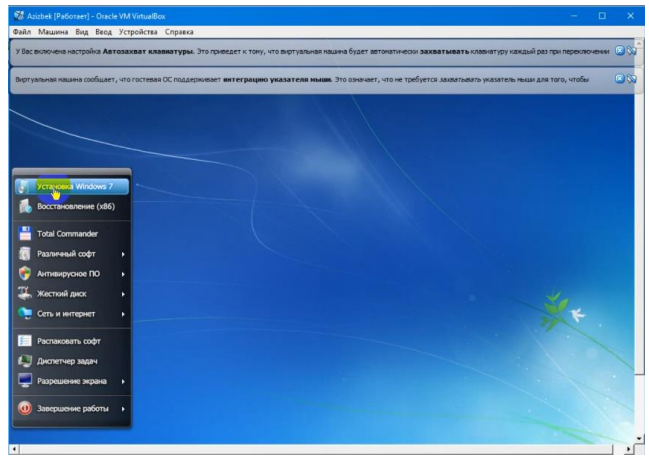 Azizbek [Работает] - Oracle VM VirtualBox
Файл Машина Вид Ввод Устройства Справка
У Вас включена настройка Автозахват клавиатуры. Это приведет к тому, что виртуальная машина будет автоматически захватывать клавиатуру каждый раз при переключении
Виртуальная машина сообщает, что гостевая ОС поддерживает интеграцию указателя мыши. Это означает, что не требуется захватывать указатель мыши для того, чтобы
Установка Windows 7
Восстановление (x86)
Total Commander
Различный софт
Антивирусное ПО
Жесткий диск
Сеть и интернет
Распаковать софт
Диспетчер задач
Разрешение экрана
Завершение работы